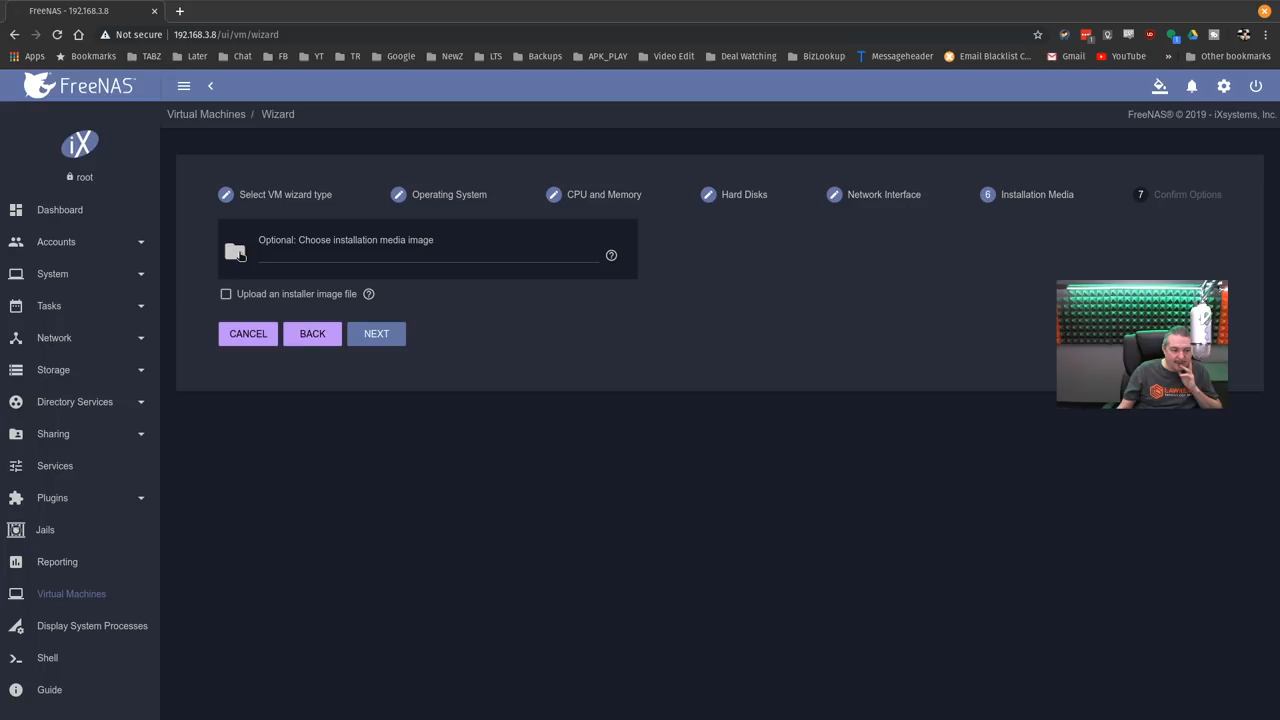 FreeNAS - 192.168.3.8
Not secure 192.168.3.8/ui/vm/wizard
Apps Bookmarks TABZ Later Chat FB YT TR Google NewZ LTS Backups APK_PLAY Video Edit Deal Watching BizLookup Messageheader Email Blacklist C... Gmail YouTube » Other bookmarks
FreeNAS
Virtual Machines / Wizard
FreeNAS® © 2019 - iXsystems, Inc.
iX
root
Dashboard
Accounts
System
Tasks
Network
Storage
Directory Services
Sharing
Services
Plugins
Jails
Reporting
Virtual Machines
Display System Processes
Shell
Guide
Select VM wizard type
Operating System
CPU and Memory
Hard Disks
Network Interface
6 Installation Media
7 Confirm Options
Optional: Choose installation media image
Upload an installer image file
CANCEL BACK NEXT